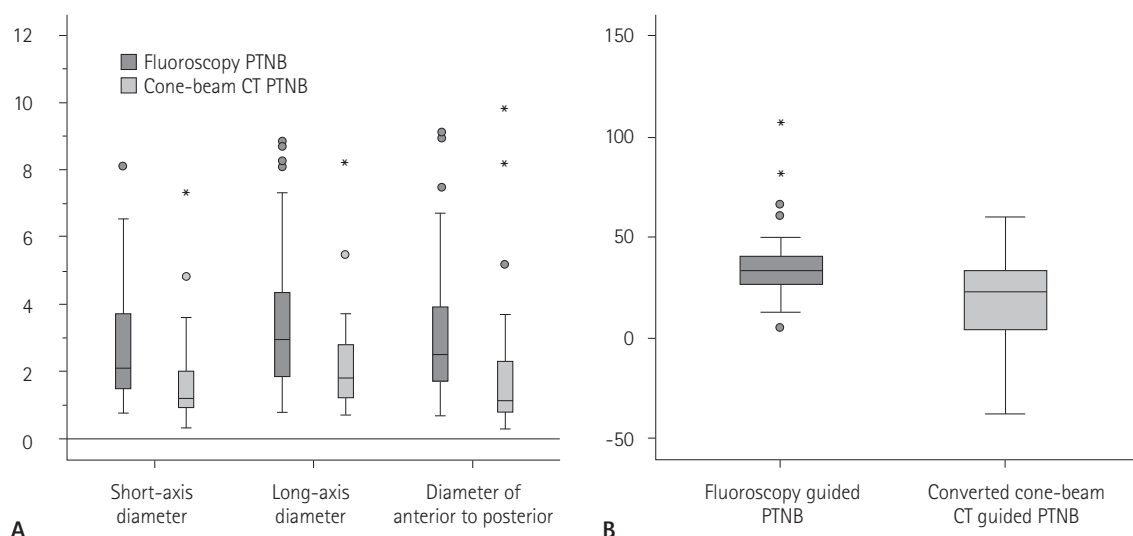 12
10
8
6
4
2
0
Fluoroscopy PTNB
Cone-beam CT PTNB
*
*
*
*
Short-axis
diameter
Long-axis
diameter
Diameter of
anterior to posterior
A
150
100
50
0
-50
*
*
Fluoroscopy guided
PTNB
Converted cone-beam
CT guided PTNB
B